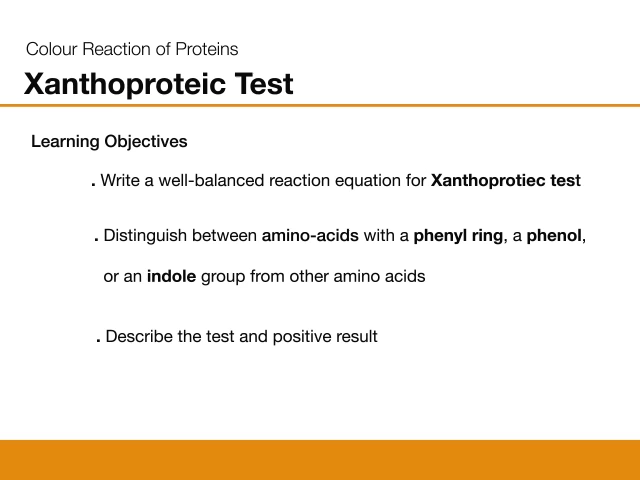 Colour Reaction of Proteins
Xanthoproteic Test
Learning Objectives
. Write a well-balanced reaction equation for Xanthoprotiec test
. Distinguish between amino-acids with a phenyl ring, a phenol,
or an indole group from other amino acids
. Describe the test and positive result